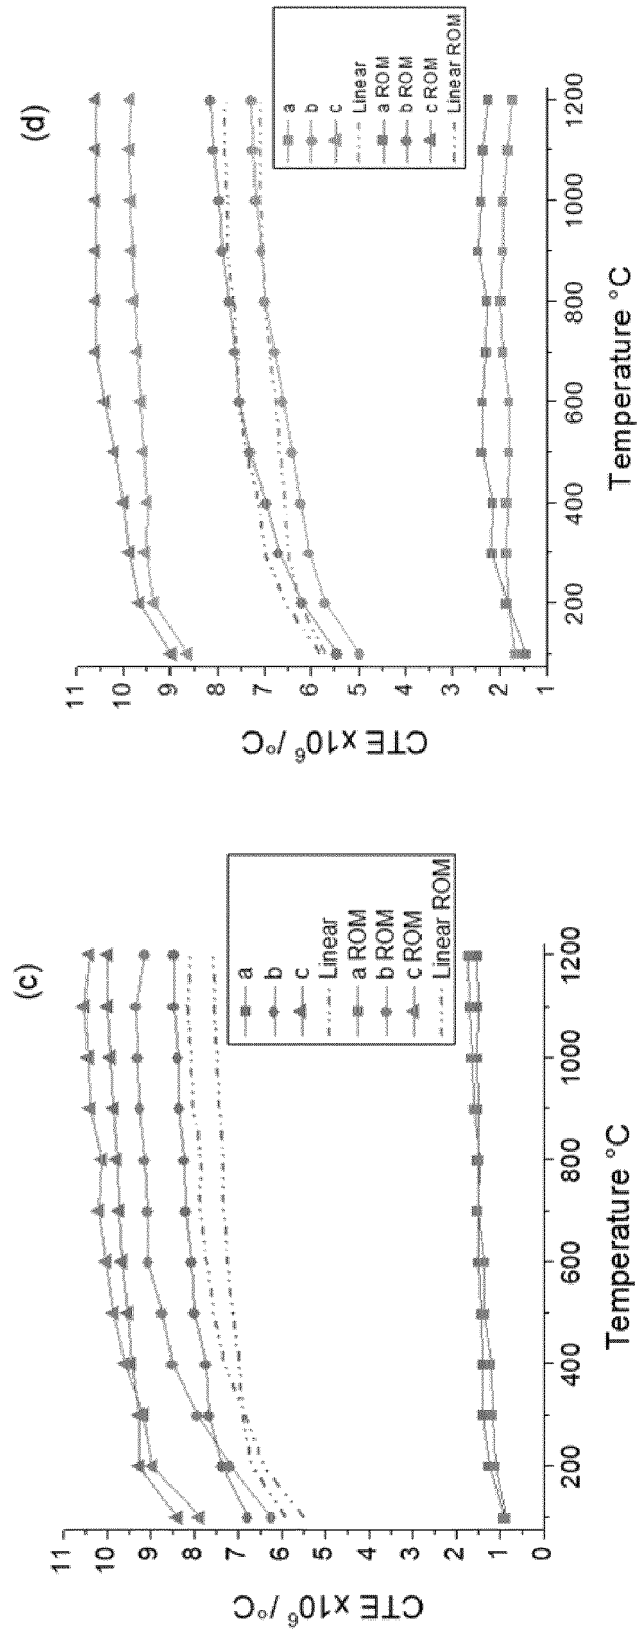 (c)
CTE x10⁶/°C
11
10
9
8
7
6
5
4
3
2
1
0
a
b
c
Linear
a ROM
b ROM
c ROM
Linear ROM
200 400 600 800 1000 1200
Temperature °C
(d)
CTE x10⁶/°C
11
10
9
8
7
6
5
4
3
2
1
a
b
c
Linear
a ROM
b ROM
c ROM
Linear ROM
200 400 600 800 1000 1200
Temperature °C